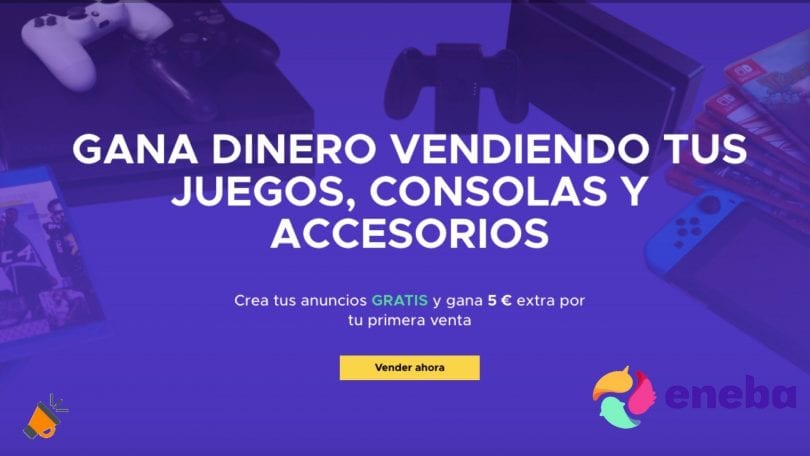 GANA DINERO VENDIENDO TUS
JUEGOS, CONSOLAS Y
ACCESORIOS
Crea tus anuncios GRATIS y gana 5 € extra por
tu primera venta
Vender ahora
eneba